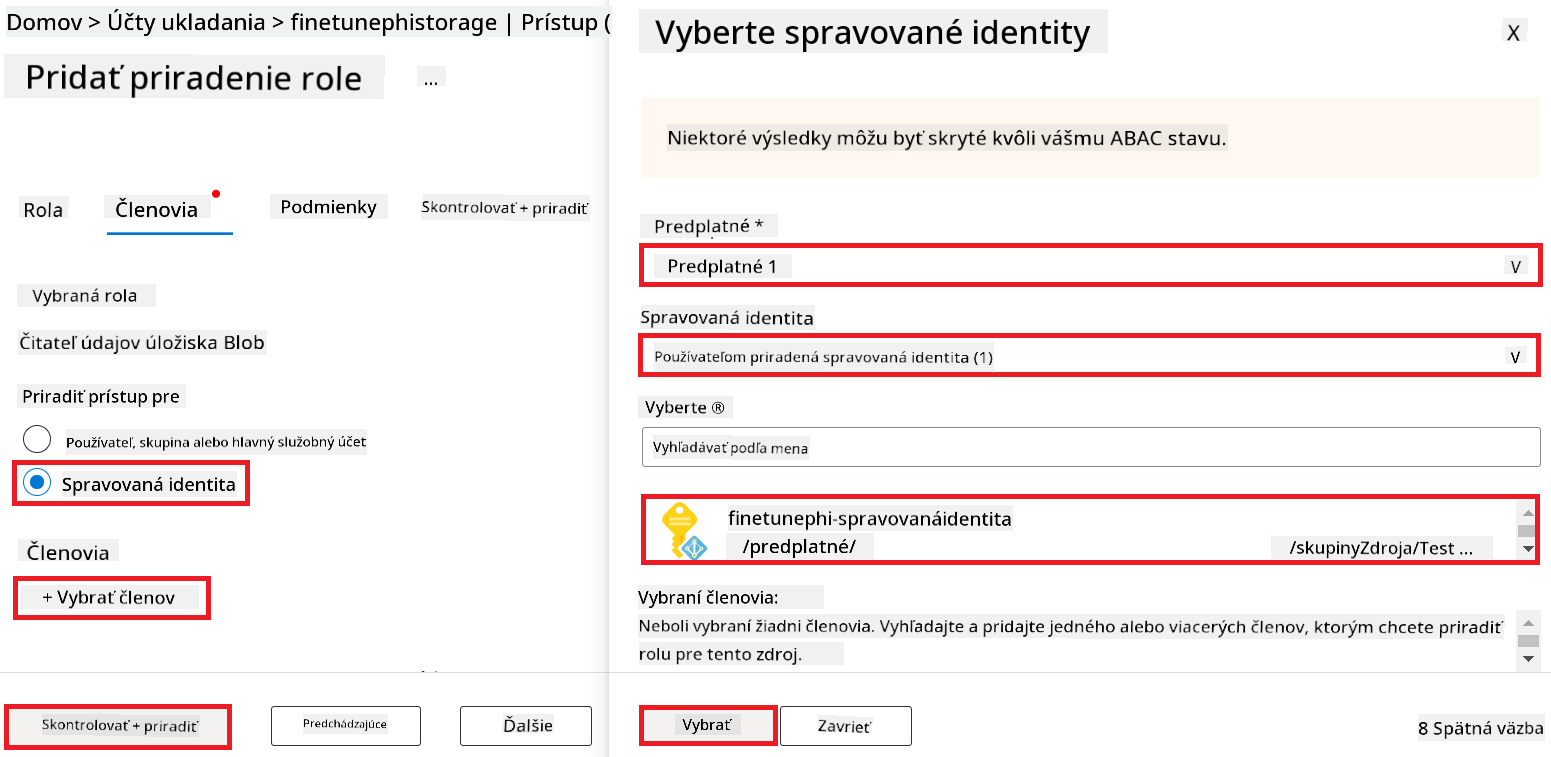 Domov > Účty ukladania > finetunephistorage | Prístup (
Pridať priradenie role
...
Rola
Členovia
Podmienky
Skontrolovať + priradiť
Vybraná rola
Čitateľ údajov úložiska Blob
Priradiť prístup pre
Používateľ, skupina alebo hlavný služobný účet
Spravovaná identita
Členovia
+ Vybrať členov
Skontrolovať + priradiť
Predchádzajúce
Ďalšie
Vyberte spravované identity
X
Niektoré výsledky môžu byť skryté kvôli vášmu ABAC stavu.
Predplatné *
Predplatné 1
V
Spravovaná identita
Používateľom priradená spravovaná identita (1)
V
Vyberte ®
Vyhľadávať podľa mena
finetunephi-spravovanáidentita
/predplatné/
/skupinyZdroja/Test ...
Vybraní členovia:
Neboli vybraní žiadni členovia. Vyhľadajte a pridajte jedného alebo viacerých členov, ktorým chcete priradiť
rolu pre tento zdroj.
Vybrať
Zavrieť
8 Spätná väzba